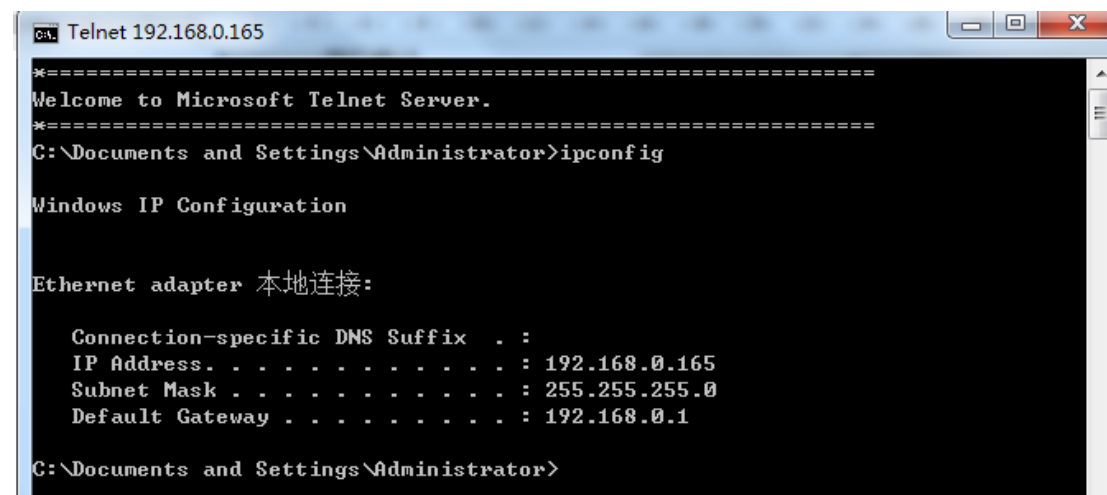 Telnet 192.168.0.165
*===============================================================
Welcome to Microsoft Telnet Server.
*===============================================================
C:\Documents and Settings\Administrator>ipconfig
Windows IP Configuration
Ethernet adapter 本地连接:
Connection-specific DNS Suffix  . :
IP Address. . . . . . . . . . . . : 192.168.0.165
Subnet Mask . . . . . . . . . . . : 255.255.255.0
Default Gateway . . . . . . . . . : 192.168.0.1
C:\Documents and Settings\Administrator>